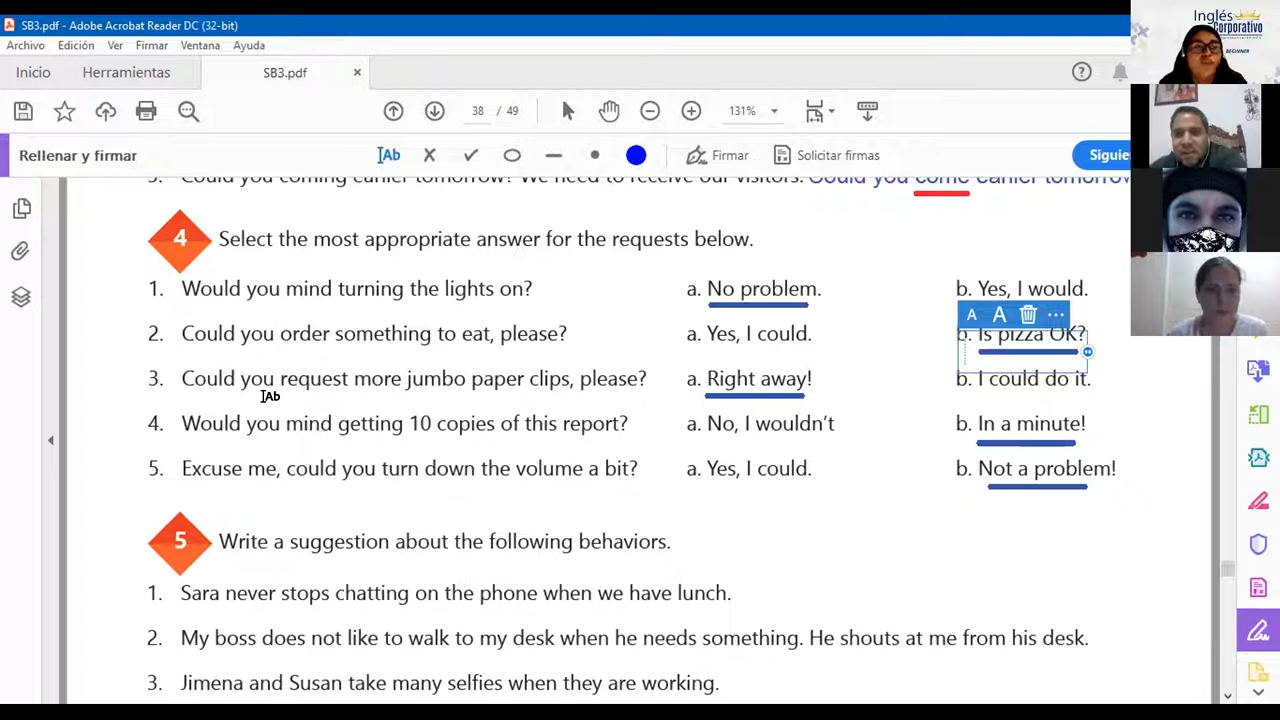 SB3.pdf - Adobe Acrobat Reader DC (32-bit)
Archivo Edición Ver Firmar Ventana Ayuda
Inicio Herramientas SB3.pdf ×
38 / 49 131%
Rellenar y firmar Ab Firmar Solicitar firmas Siguie
Inglés Corporativo
BEGINNER
5. Could you coming earlier tomorrow? We need to receive our visitors. Could you come earlier tomorrow
4 Select the most appropriate answer for the requests below.
1. Would you mind turning the lights on? a. No problem. b. Yes, I would.
A A
2. Could you order something to eat, please? a. Yes, I could. b. Is pizza OK?
3. Could you request more jumbo paper clips, please? a. Right away! b. I could do it.
Ab
4. Would you mind getting 10 copies of this report? a. No, I wouldn't b. In a minute!
5. Excuse me, could you turn down the volume a bit? a. Yes, I could. b. Not a problem!
5 Write a suggestion about the following behaviors.
1. Sara never stops chatting on the phone when we have lunch.
2. My boss does not like to walk to my desk when he needs something. He shouts at me from his desk.
3. Jimena and Susan take many selfies when they are working.